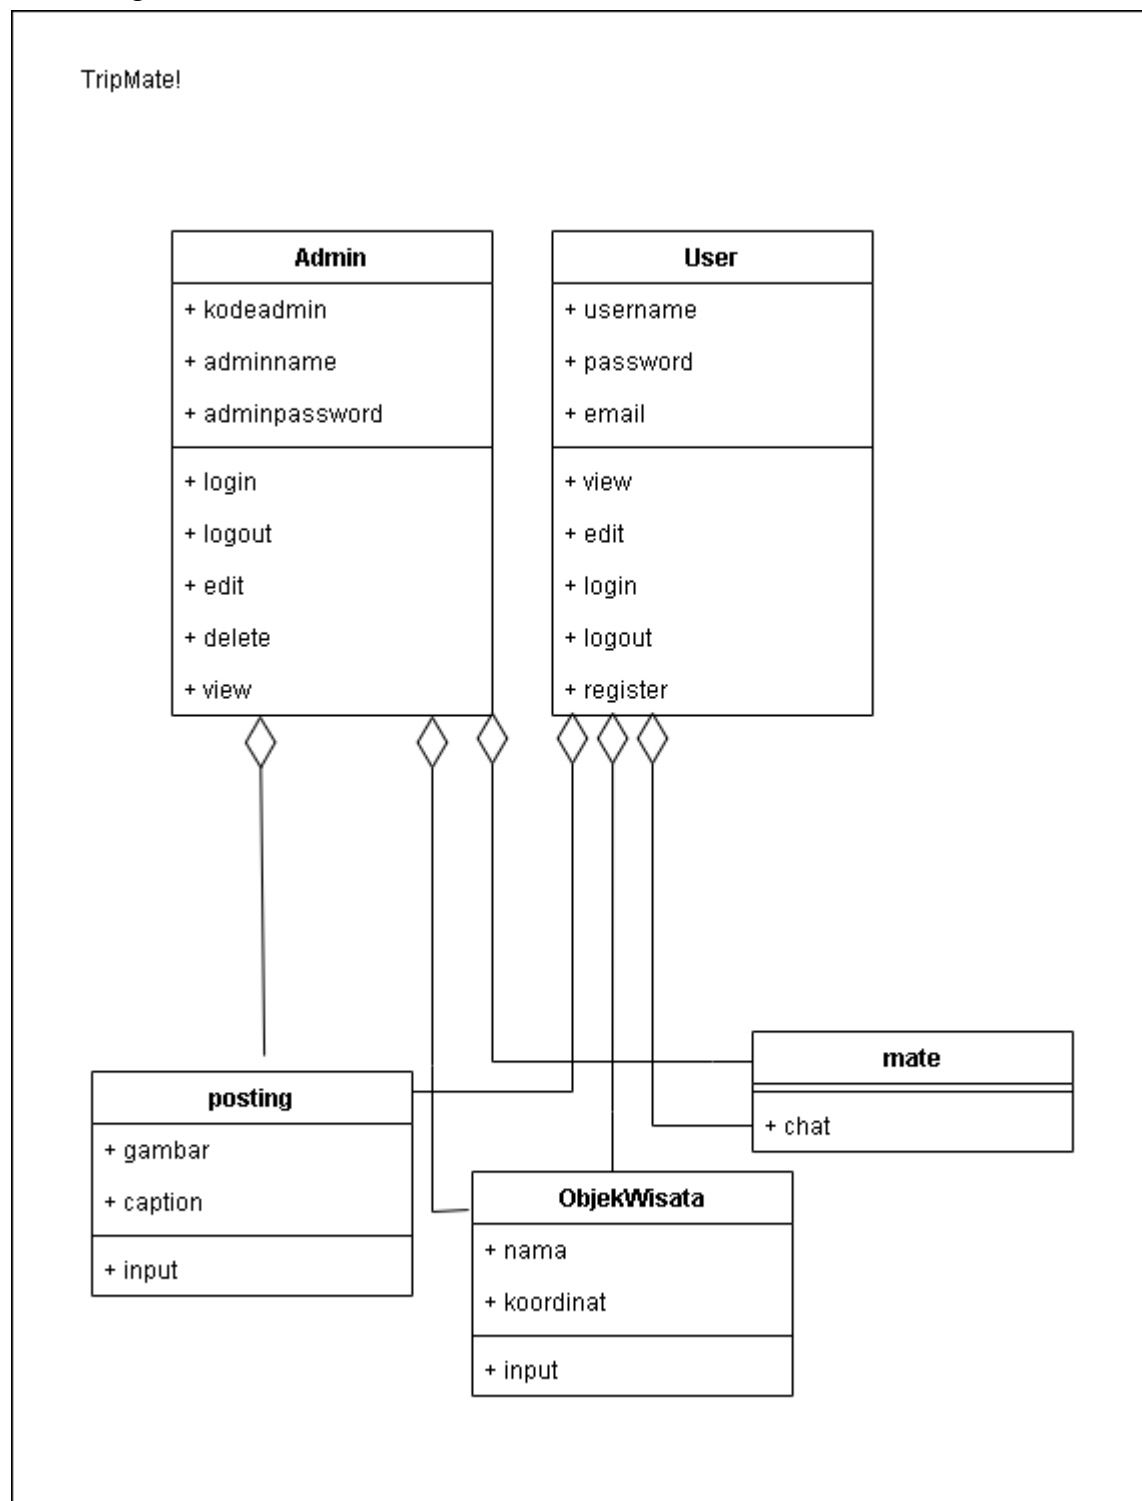 TripMate!
Admin
+ kodeadmin
+ adminname
+ adminpassword
+ login
+ logout
+ edit
+ delete
+ view
User
+ username
+ password
+ email
+ view
+ edit
+ login
+ logout
+ register
posting
+ gambar
+ caption
+ input
ObjekWisata
+ nama
+ koordinat
+ input
mate
+ chat